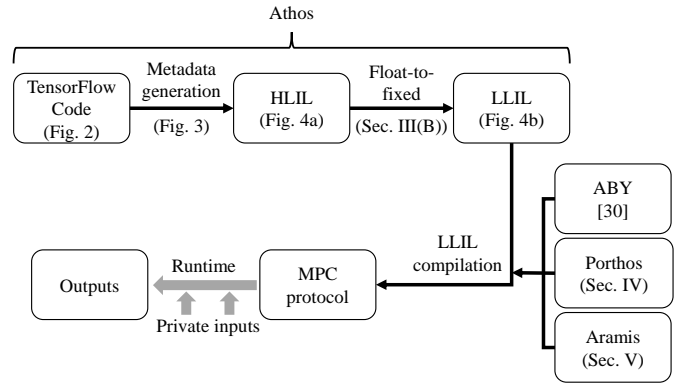 Athos
TensorFlow
Code
(Fig. 2)
Metadata
generation
(Fig. 3)
HLIL
(Fig. 4a)
Float-to-
fixed
(Sec. III(B))
LLIL
(Fig. 4b)
ABY
[30]
Porthos
(Sec. IV)
Aramis
(Sec. V)
LLIL
compilation
MPC
protocol
Runtime
Private inputs
Outputs